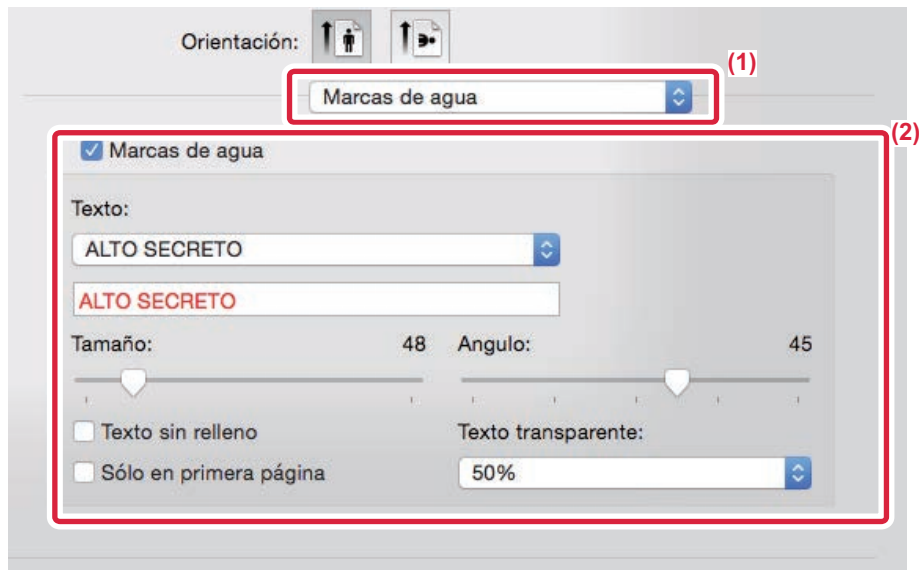 Orientación:
(1)
Marcas de agua
(2)
Marcas de agua
Texto:
ALTO SECRETO
ALTO SECRETO
Tamaño: 48 Angulo: 45
Texto sin relleno Texto transparente:
Sólo en primera página 50%